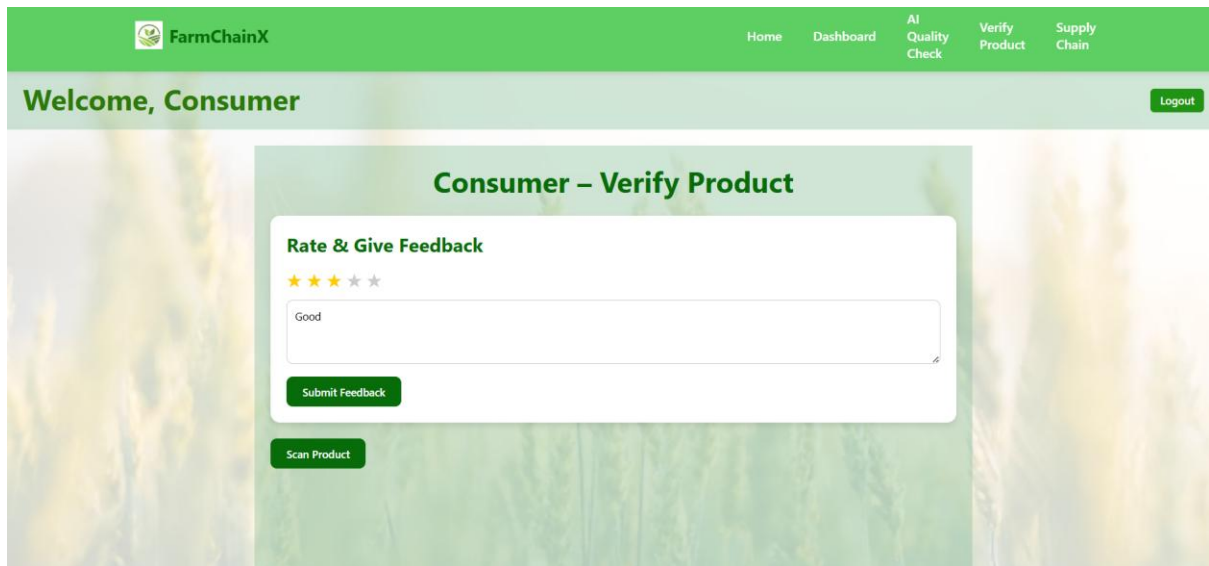 FarmChainX
Home
Dashboard
AI
Quality
Check
Verify
Product
Supply
Chain
Welcome, Consumer
Logout
Consumer – Verify Product
Rate & Give Feedback
Good
Submit Feedback
Scan Product